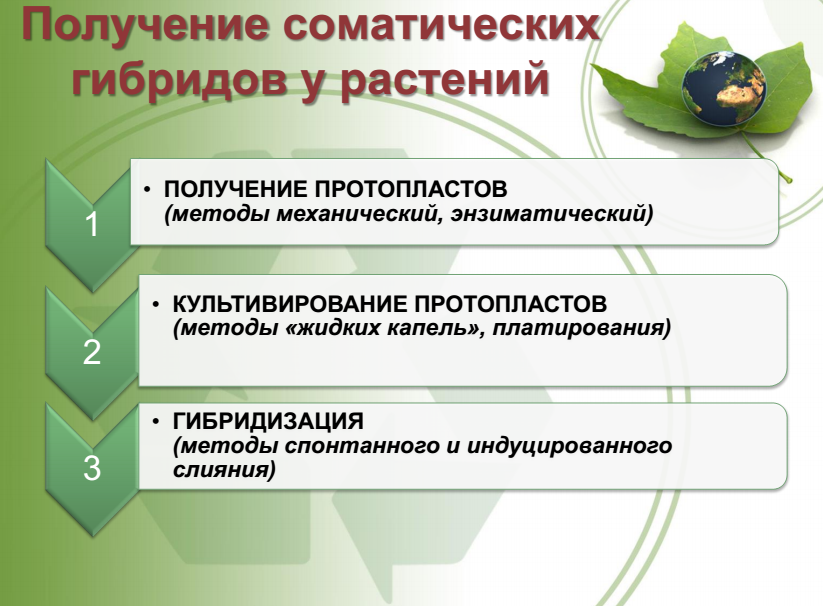 Получение соматических
гибридов у растений
1
• ПОЛУЧЕНИЕ ПРОТОПЛАСТОВ
(методы механический, энзиматический)
2
• КУЛЬТИВИРОВАНИЕ ПРОТОПЛАСТОВ
(методы «жидких капель», платирования)
3
• ГИБРИДИЗАЦИЯ
(методы спонтанного и индуцированного
слияния)